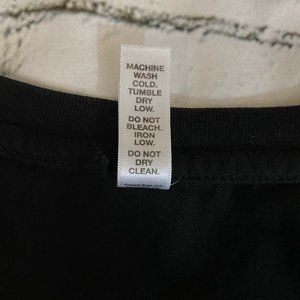 MACHINE
WASH
COLD.
TUMBLE
DRY
LOW.
DO NOT
BLEACH.
IRON
LOW.
DO NOT
DRY
CLEAN.